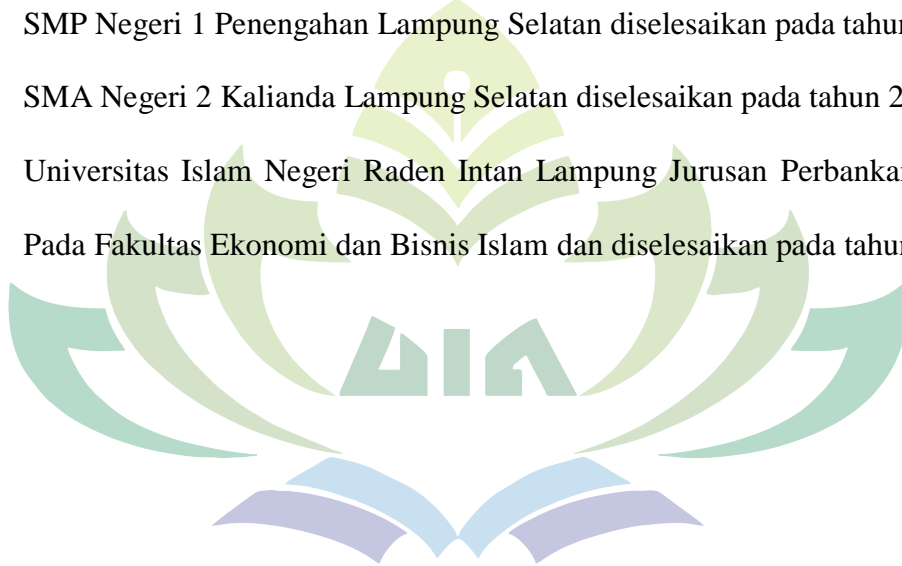 SMP Negeri 1 Penengahan Lampung Selatan diselesaikan pada tahun
SMA Negeri 2 Kalianda Lampung Selatan diselesaikan pada tahun 2
Universitas Islam Negeri Raden Intan Lampung Jurusan Perbankan
Pada Fakultas Ekonomi dan Bisnis Islam dan diselesaikan pada tahun
UIN